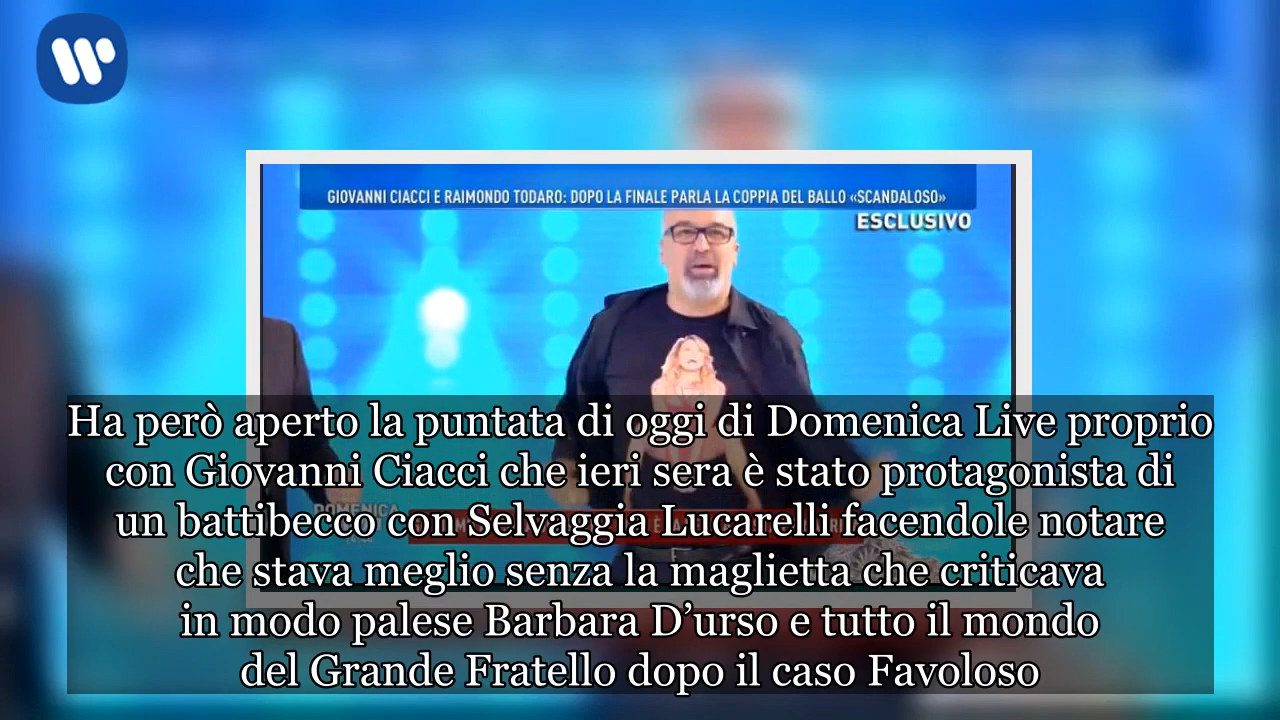 GIOVANNI CIACCI E RAIMONDO TODARO: DOPO LA FINALE PARLA LA COPPIA DEL BALLO «SCANDALOSO»
ESCLUSIVO
Ha però aperto la puntata di oggi di Domenica Live proprio
con Giovanni Ciacci che ieri sera è stato protagonista di
un battibecco con Selvaggia Lucarelli facendole notare
che stava meglio senza la maglietta che criticava
in modo palese Barbara D’urso e tutto il mondo
del Grande Fratello dopo il caso Favoloso
DOMENICA